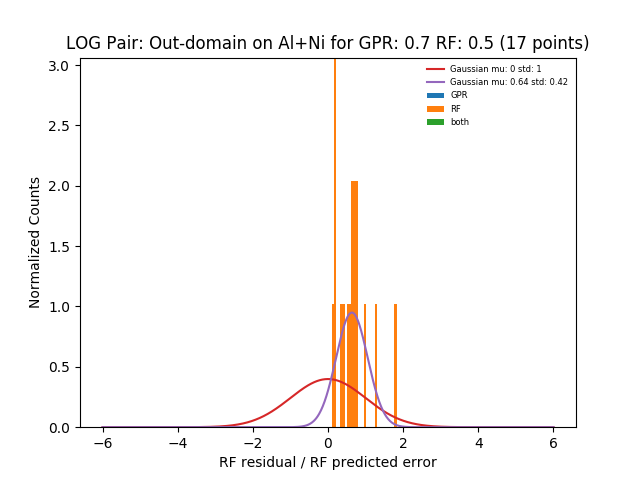 LOG Pair: Out-domain on Al+Ni for GPR: 0.7 RF: 0.5 (17 points)
Gaussian mu: 0 std: 1
Gaussian mu: 0.64 std: 0.42
GPR
RF
both
Normalized Counts
3.0
2.5
2.0
1.5
1.0
0.5
0.0
−6 −4 −2 0 2 4 6
RF residual / RF predicted error